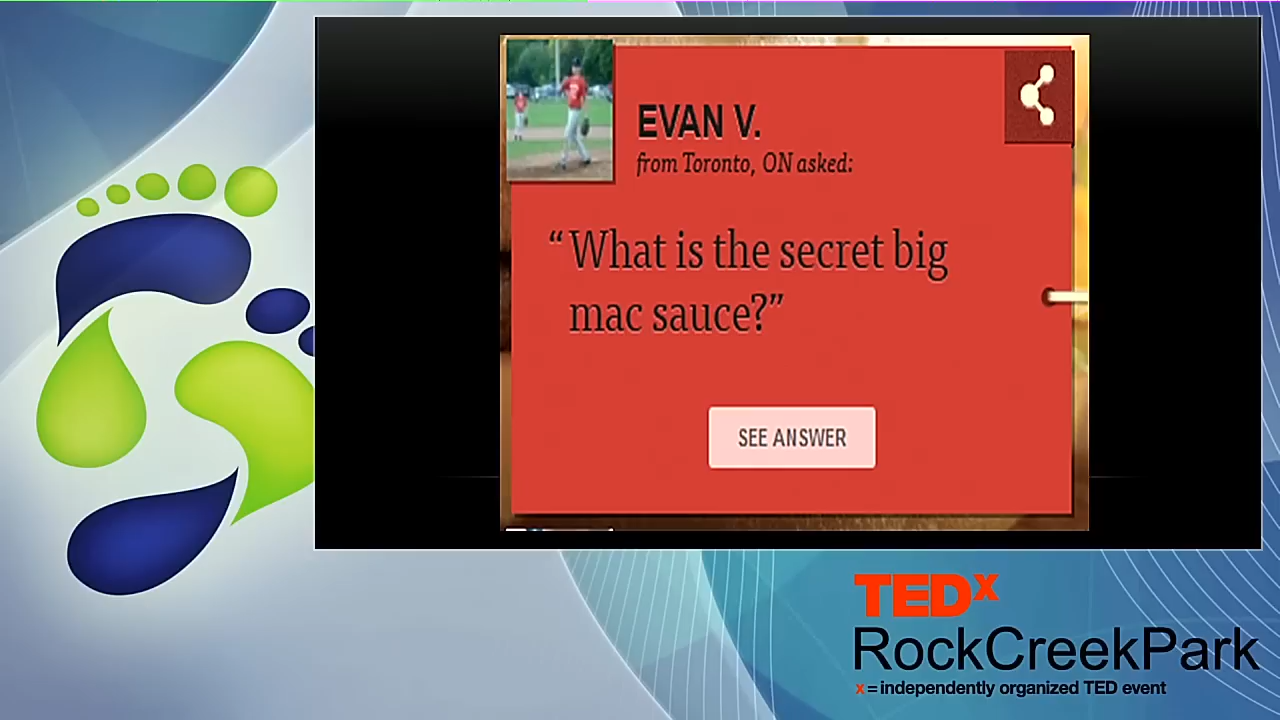 EVAN V.
from Toronto, ON asked:
“What is the secret big
mac sauce?”
SEE ANSWER
TEDx
RockCreekPark
x = independently organized TED event